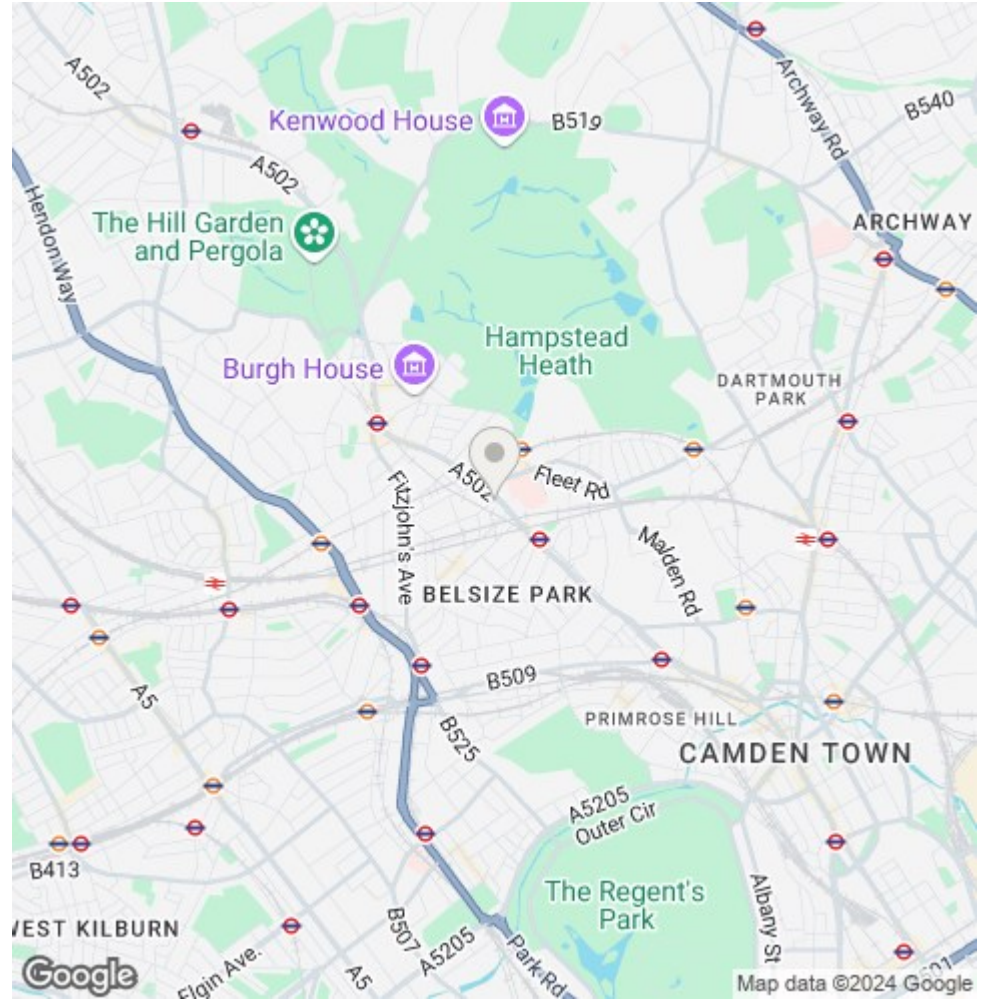 A502
Kenwood House
B519
Archway Rd
B540
A502
Hendon Way
The Hill Garden
and Pergola
ARCHWAY
Hampstead
Heath
Burgh House
DARTMOUTH
PARK
A502
Fleet Rd
Fitzjohn's Ave
Malden Rd
BELSIZE PARK
B509
A5
B525
PRIMROSE HILL
CAMDEN TOWN
A5205
Outer Cir
B413
The Regent's
Park
Albany St
WEST KILBURN
B507
A5205
Park Rd
Elgin Ave.
A5
Google
Map data ©2024 Google